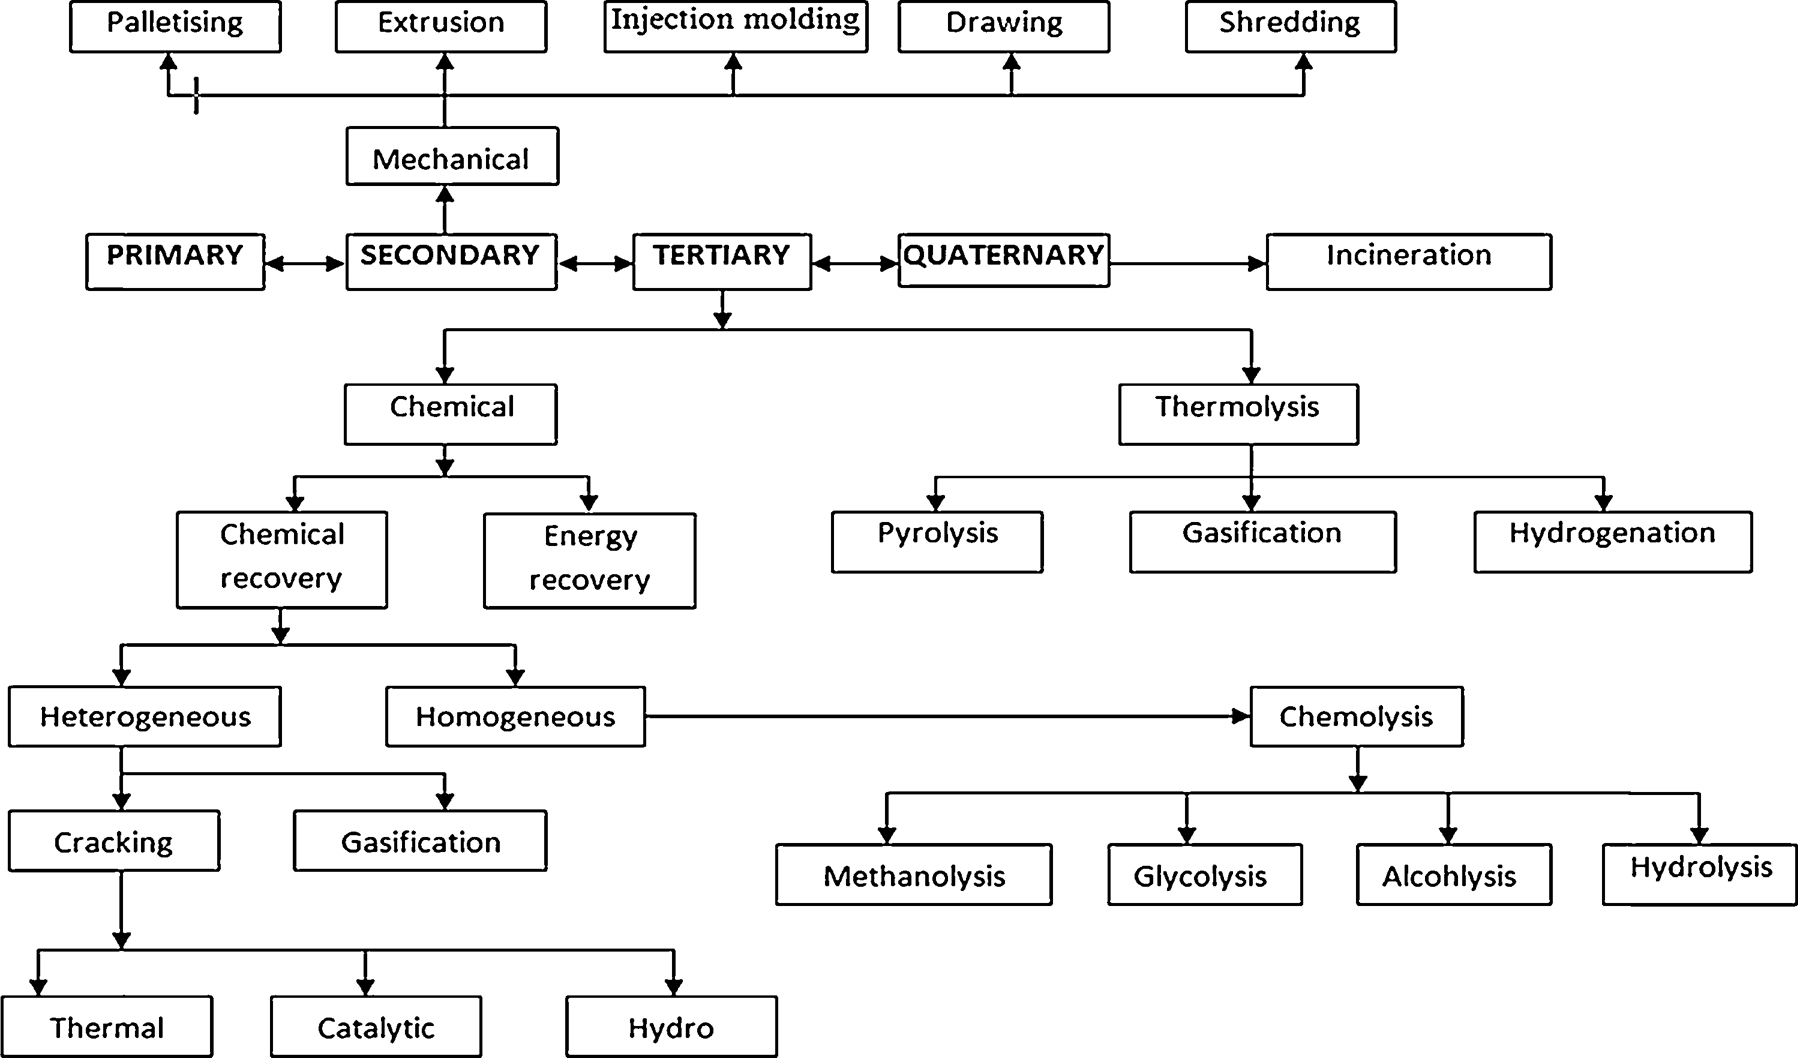 Palletising
Extrusion
Injection molding
Drawing
Shredding
Mechanical
PRIMARY
SECONDARY
TERTIARY
QUATERNARY
Incineration
Chemical
Thermolysis
Chemical
recovery
Energy
recovery
Pyrolysis
Gasification
Hydrogenation
Heterogeneous
Homogeneous
Chemolysis
Cracking
Gasification
Methanolysis
Glycolysis
Alcohlysis
Hydrolysis
Thermal
Catalytic
Hydro